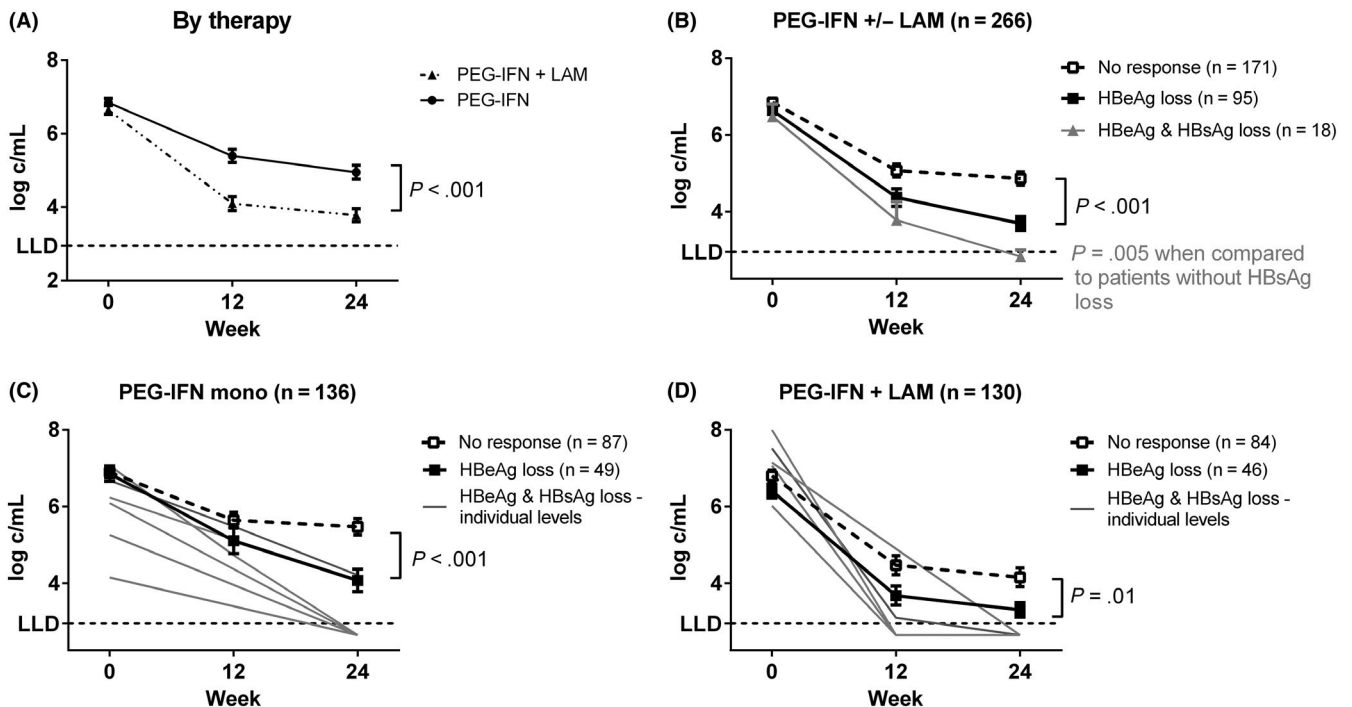 (A)
By therapy
8
6
4
LLD
2
log c/mL
0
12
24
Week
PEG-IFN + LAM
PEG-IFN
P < .001
(B)
PEG-IFN +/− LAM (n = 266)
8
6
4
LLD
log c/mL
0
12
24
Week
No response (n = 171)
HBeAg loss (n = 95)
HBeAg & HBsAg loss (n = 18)
P < .001
P = .005 when compared
to patients without HBsAg
loss
(C)
PEG-IFN mono (n = 136)
8
6
4
LLD
log c/mL
0
12
24
Week
No response (n = 87)
HBeAg loss (n = 49)
HBeAg & HBsAg loss -
individual levels
P < .001
(D)
PEG-IFN + LAM (n = 130)
8
6
4
LLD
log c/mL
0
12
24
Week
No response (n = 84)
HBeAg loss (n = 46)
HBeAg & HBsAg loss -
individual levels
P = .01